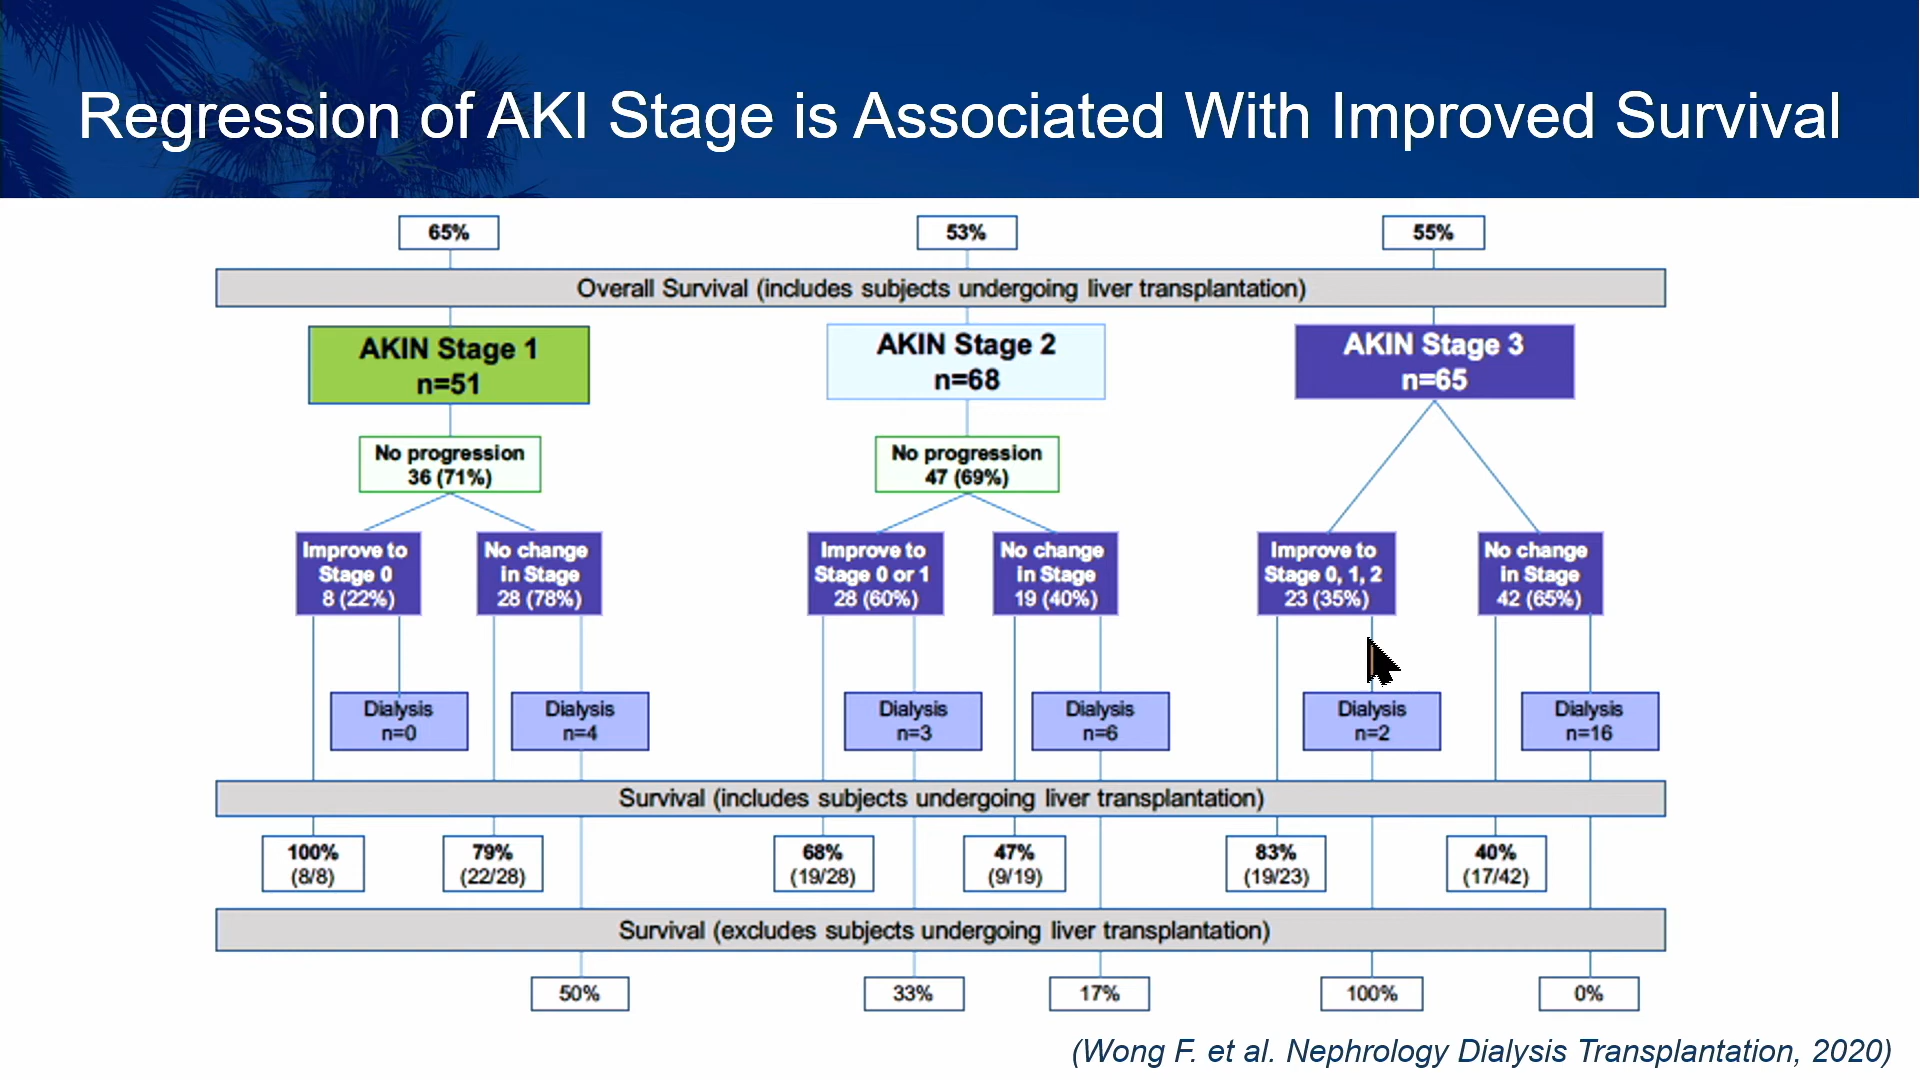 Regression of AKI Stage is Associated With Improved Survival
65%
53%
55%
Overall Survival (includes subjects undergoing liver transplantation)
AKIN Stage 1
n=51
AKIN Stage 2
n=68
AKIN Stage 3
n=65
No progression
36 (71%)
No progression
47 (69%)
Improve to
Stage 0
8 (22%)
No change
in Stage
28 (78%)
Improve to
Stage 0 or 1
28 (60%)
No change
in Stage
19 (40%)
Improve to
Stage 0, 1, 2
23 (35%)
No change
in Stage
42 (65%)
Dialysis
n=0
Dialysis
n=4
Dialysis
n=3
Dialysis
n=6
Dialysis
n=2
Dialysis
n=16
Survival (includes subjects undergoing liver transplantation)
100%
(8/8)
79%
(22/28)
68%
(19/28)
47%
(9/19)
83%
(19/23)
40%
(17/42)
Survival (excludes subjects undergoing liver transplantation)
50%
33%
17%
100%
0%
(Wong F. et al. Nephrology Dialysis Transplantation, 2020)